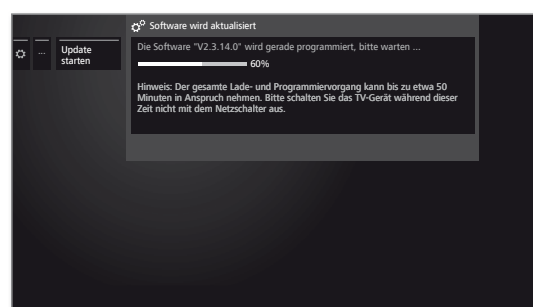 Software wird aktualisiert
...
Update
starten
Die Software "V2.3.14.0" wird gerade programmiert, bitte warten ...
60%
Hinweis: Der gesamte Lade- und Programmiervorgang kann bis zu etwa 50
Minuten in Anspruch nehmen. Bitte schalten Sie das TV-Gerät während dieser
Zeit nicht mit dem Netzschalter aus.